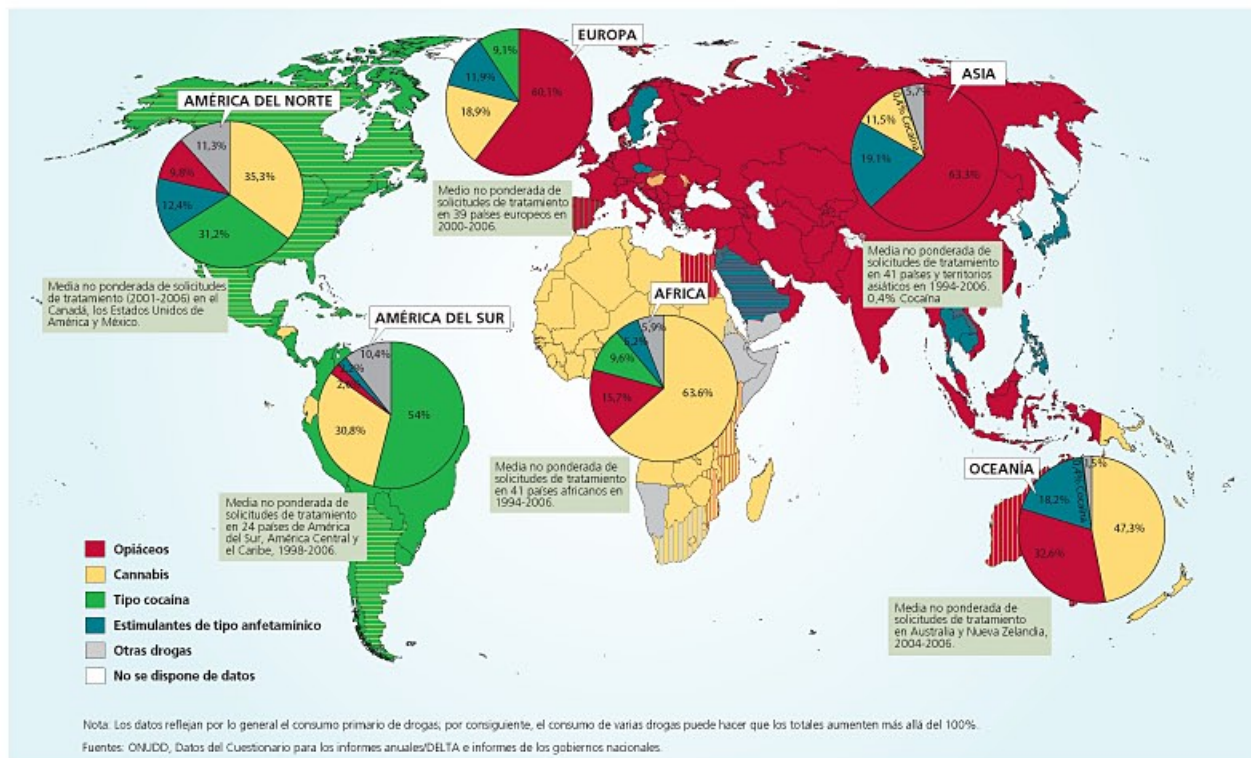 EUROPA
9,1%
11,9%
18,9%
60,1%
Medio no ponderada de
solicitudes de tratamiento
en 39 países europeos en
2000-2006.
ASIA
5,7%
0,4% Cocaína
11,5%
19,1%
63,3%
Media no ponderada de
solicitudes de tratamiento
en 41 países y territorios
asiáticos en 1994-2006.
0,4% Cocaína
AMÉRICA DEL NORTE
11,3%
9,8%
12,4%
31,2%
35,3%
Media no ponderada de solicitudes
de tratamiento (2001-2006) en el
Canadá, los Estados Unidos de
América y México.
AMÉRICA DEL SUR
10,4%
30,8%
54%
Media no ponderada de
solicitudes de tratamiento
en 24 países de América
del Sur, América Central y
el Caribe, 1998-2006.
AFRICA
5,9%
5,2%
9,6%
15,7%
63,6%
Media no ponderada de
solicitudes de tratamiento
en 41 países africanos en
1994-2006.
OCEANÍA
1,5%
18,2%
32,6%
47,3%
Media no ponderada de
solicitudes de tratamiento
en Australia y Nueva Zelandia,
2004-2006.
Opiáceos
Cannabis
Tipo cocaína
Estimulantes de tipo anfetamínico
Otras drogas
No se dispone de datos
Nota: Los datos reflejan por lo general el consumo primario de drogas; por consiguiente, el consumo de varias drogas puede hacer que los totales aumenten más allá del 100%.
Fuentes: ONUDD, Datos del Cuestionario para los informes anuales/DELTA e informes de los gobiernos nacionales.